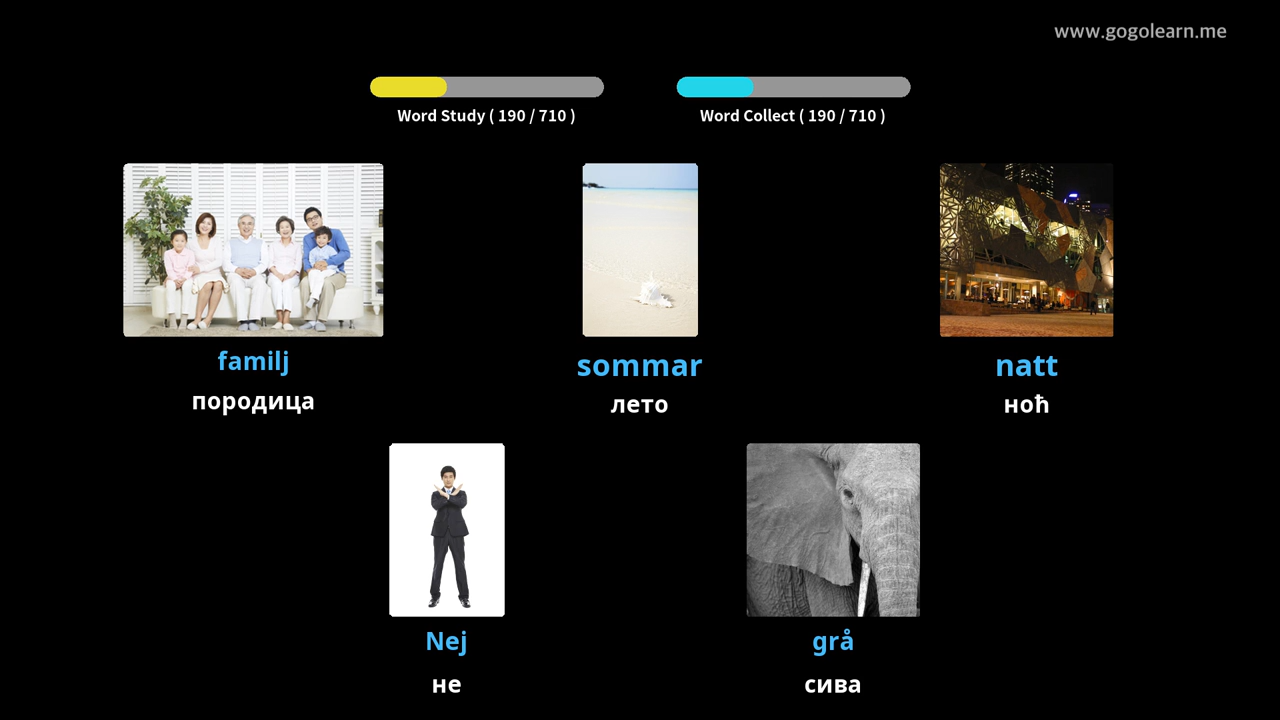 www.gogolearn.me
Word Study ( 190 / 710 )
Word Collect ( 190 / 710 )
familj
породица
sommar
лето
natt
ноћ
Nej
не
grå
сива